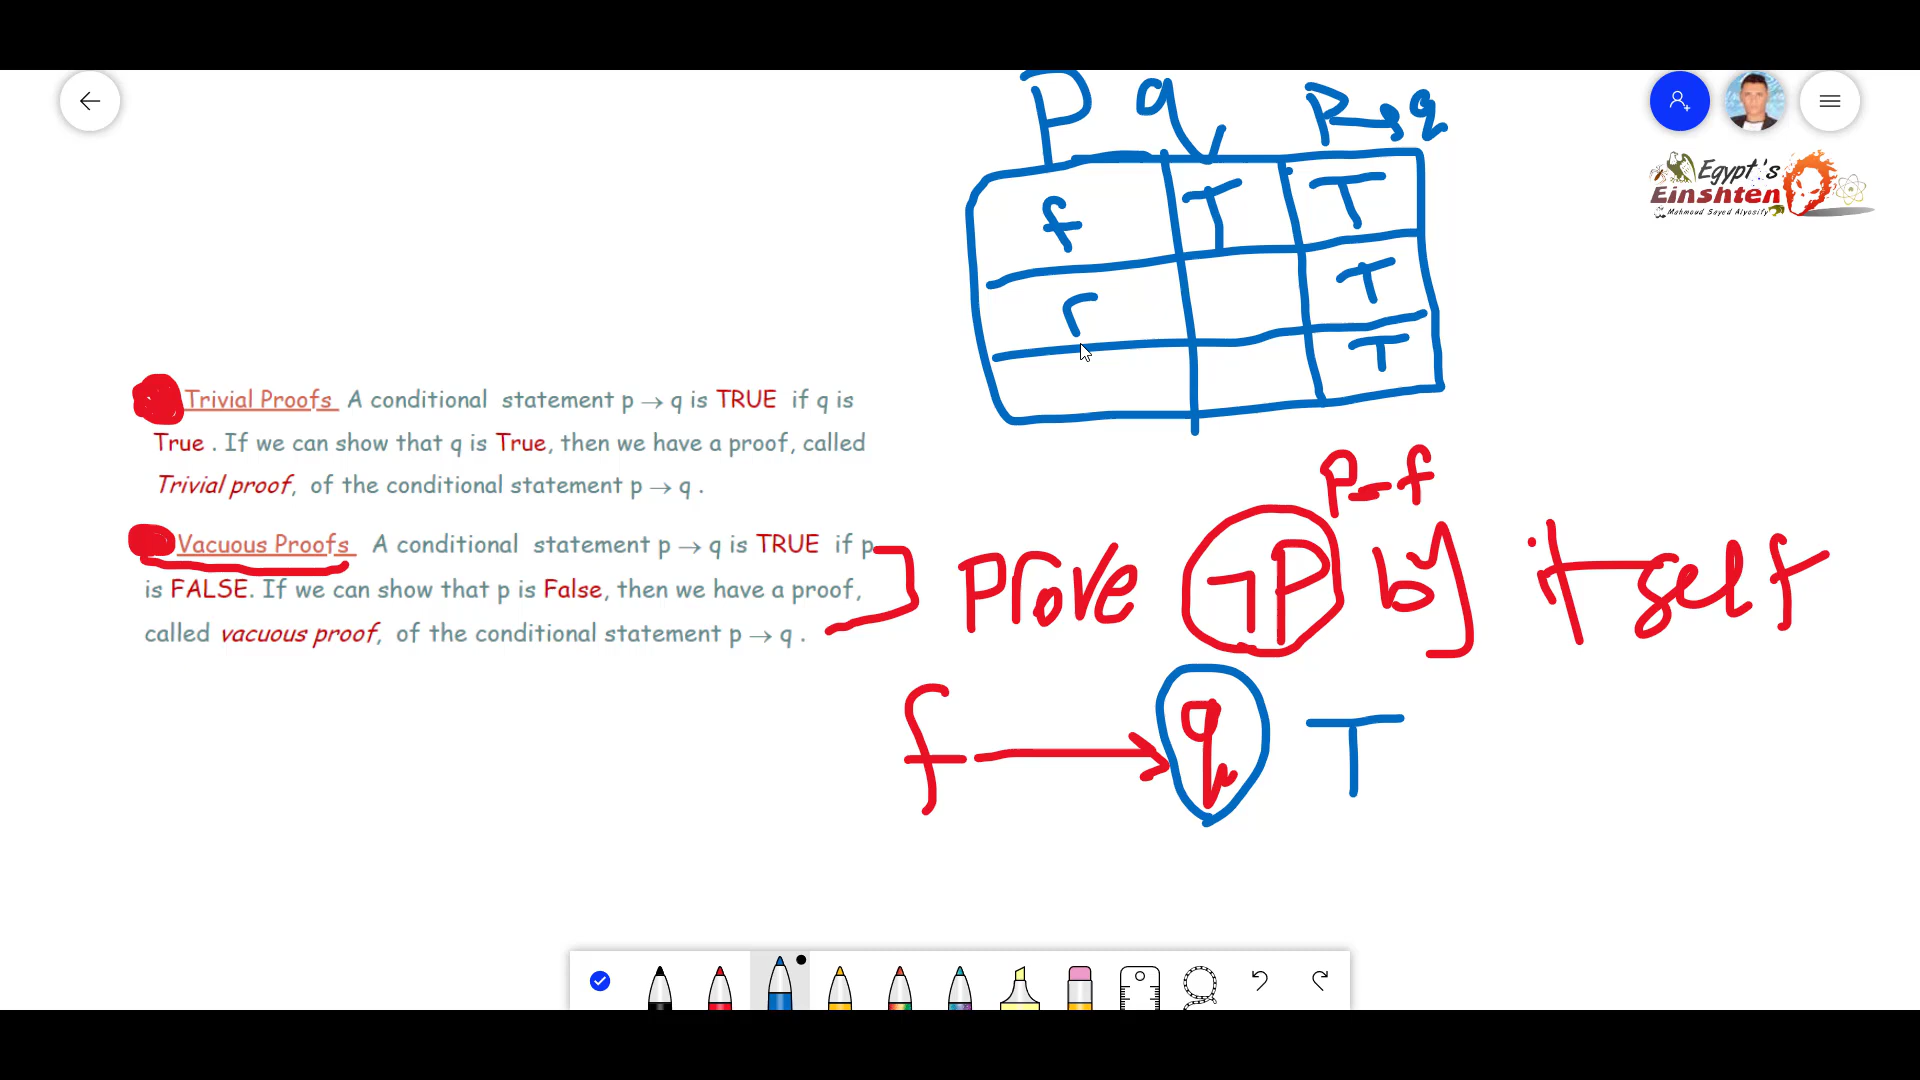 P q P→q
f T T
T
T
Egypt's
Einshten
Mahmoud Sayed Alyosify
Trivial Proofs A conditional statement p → q is TRUE if q is
True . If we can show that q is True, then we have a proof, called
Trivial proof, of the conditional statement p → q .
P=f
Vacuous Proofs A conditional statement p → q is TRUE if p
is FALSE. If we can show that p is False, then we have a proof,
called vacuous proof, of the conditional statement p → q .
Prove ¬P by itself
f → q T